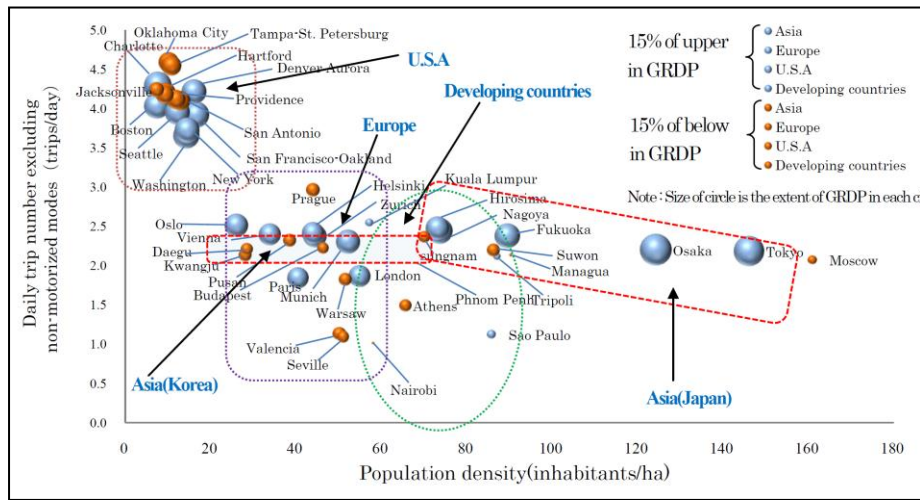 5.0
4.5
4.0
3.5
3.0
2.5
2.0
1.5
1.0
0.5
0.0
Daily trip number excluding
non-motorized modes (trips/day)
Oklahoma City
Tampa-St. Petersburg
Charlotte
Hartford
Denver Aurora
Jacksonville
Providence
Boston
San Antonio
Seattle
San Francisco-Oakland
New York
Washington
U.S.A
Developing countries
Europe
15% of upper
in GRDP
Asia
Europe
U.S.A
Developing countries
15% of below
in GRDP
Asia
Europe
U.S.A
Developing countries
Note : Size of circle is the extent of GRDP in each c
Prague
Helsinki
Kuala Lumpur
Zurich
Hirosima
Nagoya
Fukuoka
Oslo
Vienna
Daegu
Kwangju
Pusan
Budapest
Paris
Munich
Warsaw
London
Suwon
Managua
Osaka
Tokyo
Moscow
Phnom Penh
Tripoli
Athens
Sao Paulo
Valencia
Seville
Nairobi
Asia(Korea)
Asia(Japan)
0
20
40
60
80
100
120
140
160
180
Population density(inhabitants/ha)